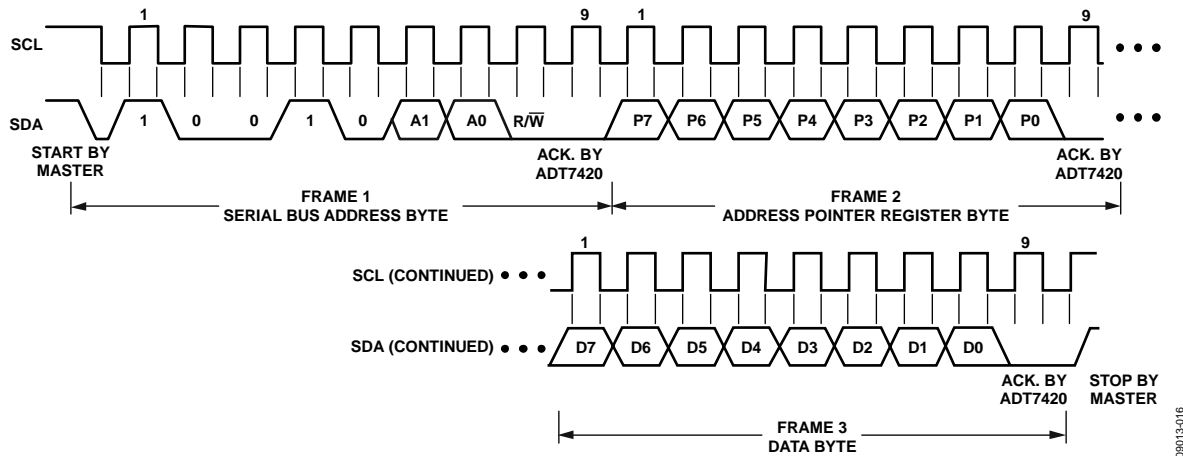 1 9 1 9
SCL
SDA 1 0 0 1 0 A1 A0 R/W̅ P7 P6 P5 P4 P3 P2 P1 P0
START BY
MASTER
ACK. BY
ADT7420
ACK. BY
ADT7420
FRAME 1
SERIAL BUS ADDRESS BYTE
FRAME 2
ADDRESS POINTER REGISTER BYTE
1 9
SCL (CONTINUED)
SDA (CONTINUED) D7 D6 D5 D4 D3 D2 D1 D0
ACK. BY
ADT7420
STOP BY
MASTER
FRAME 3
DATA BYTE
09013-016